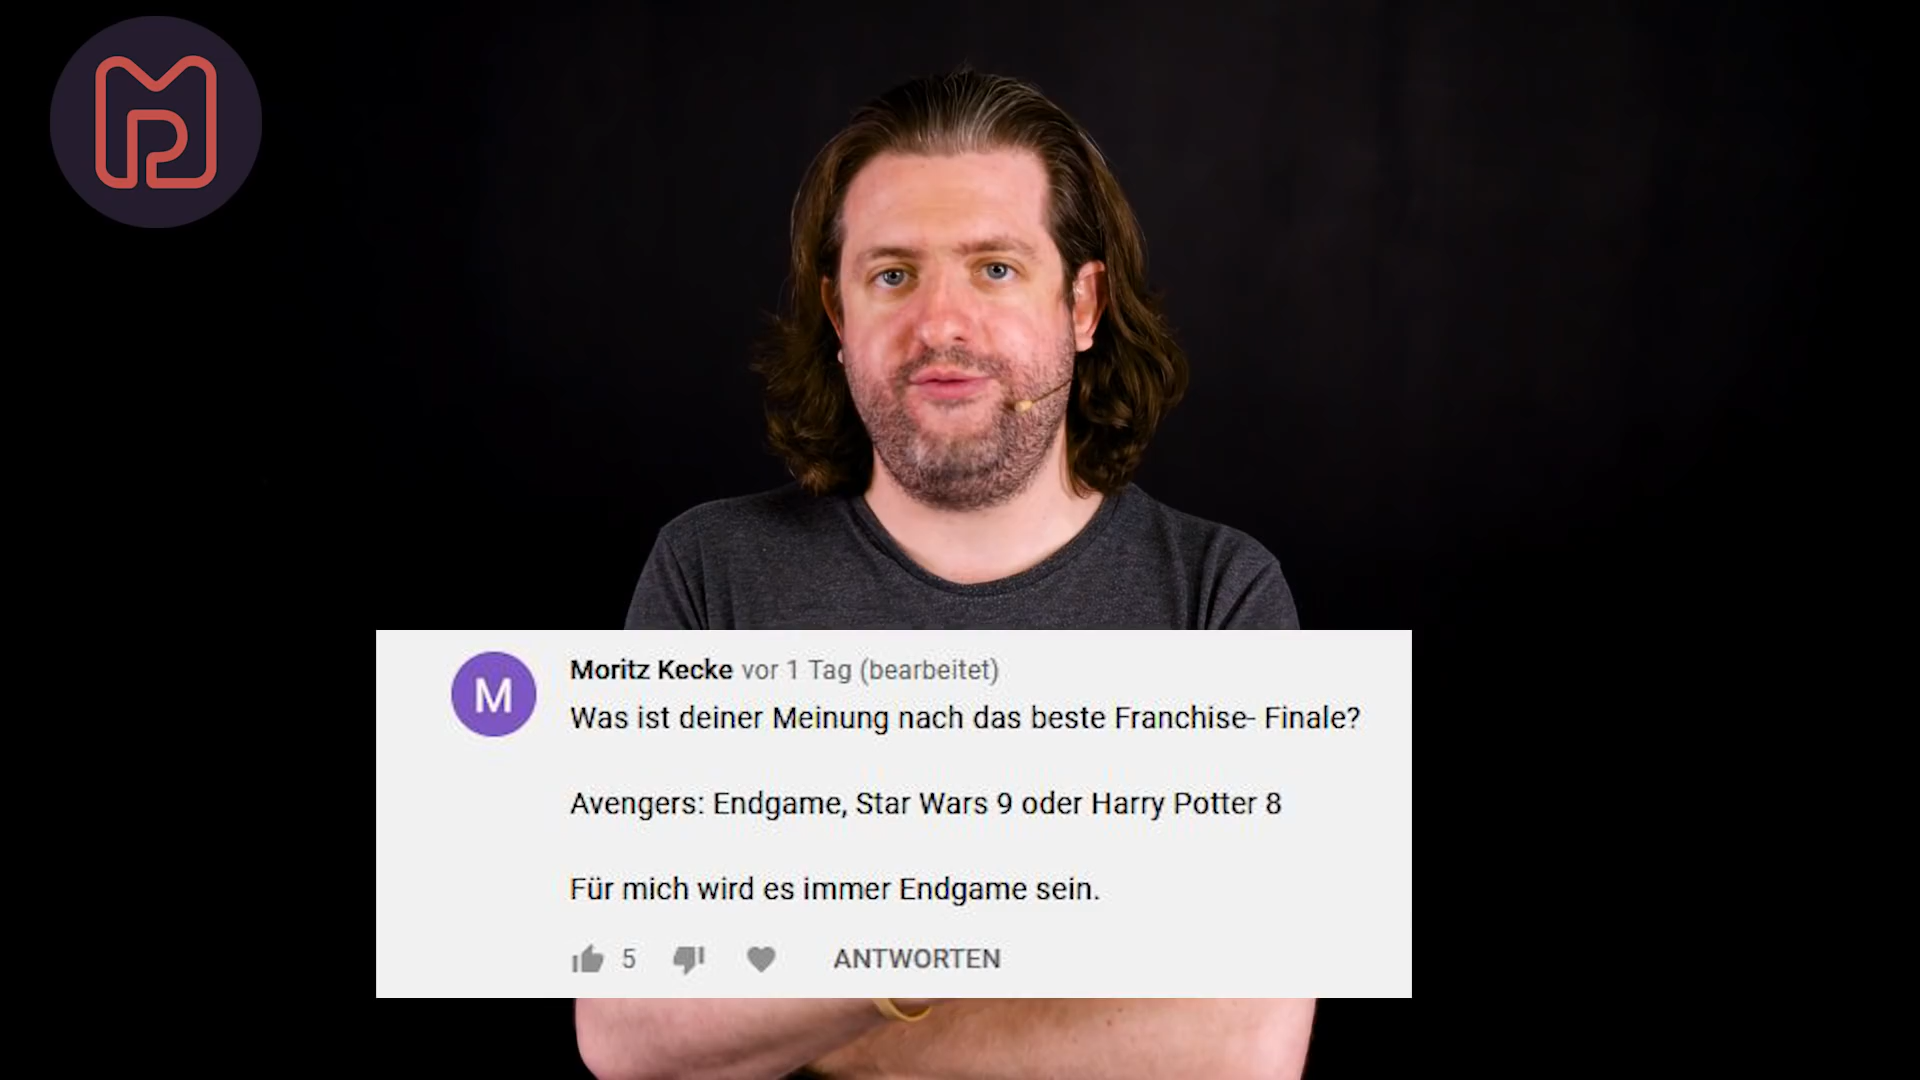 MP
M
Moritz Kecke vor 1 Tag (bearbeitet)
Was ist deiner Meinung nach das beste Franchise- Finale?
Avengers: Endgame, Star Wars 9 oder Harry Potter 8
Für mich wird es immer Endgame sein.
5 ANTWORTEN